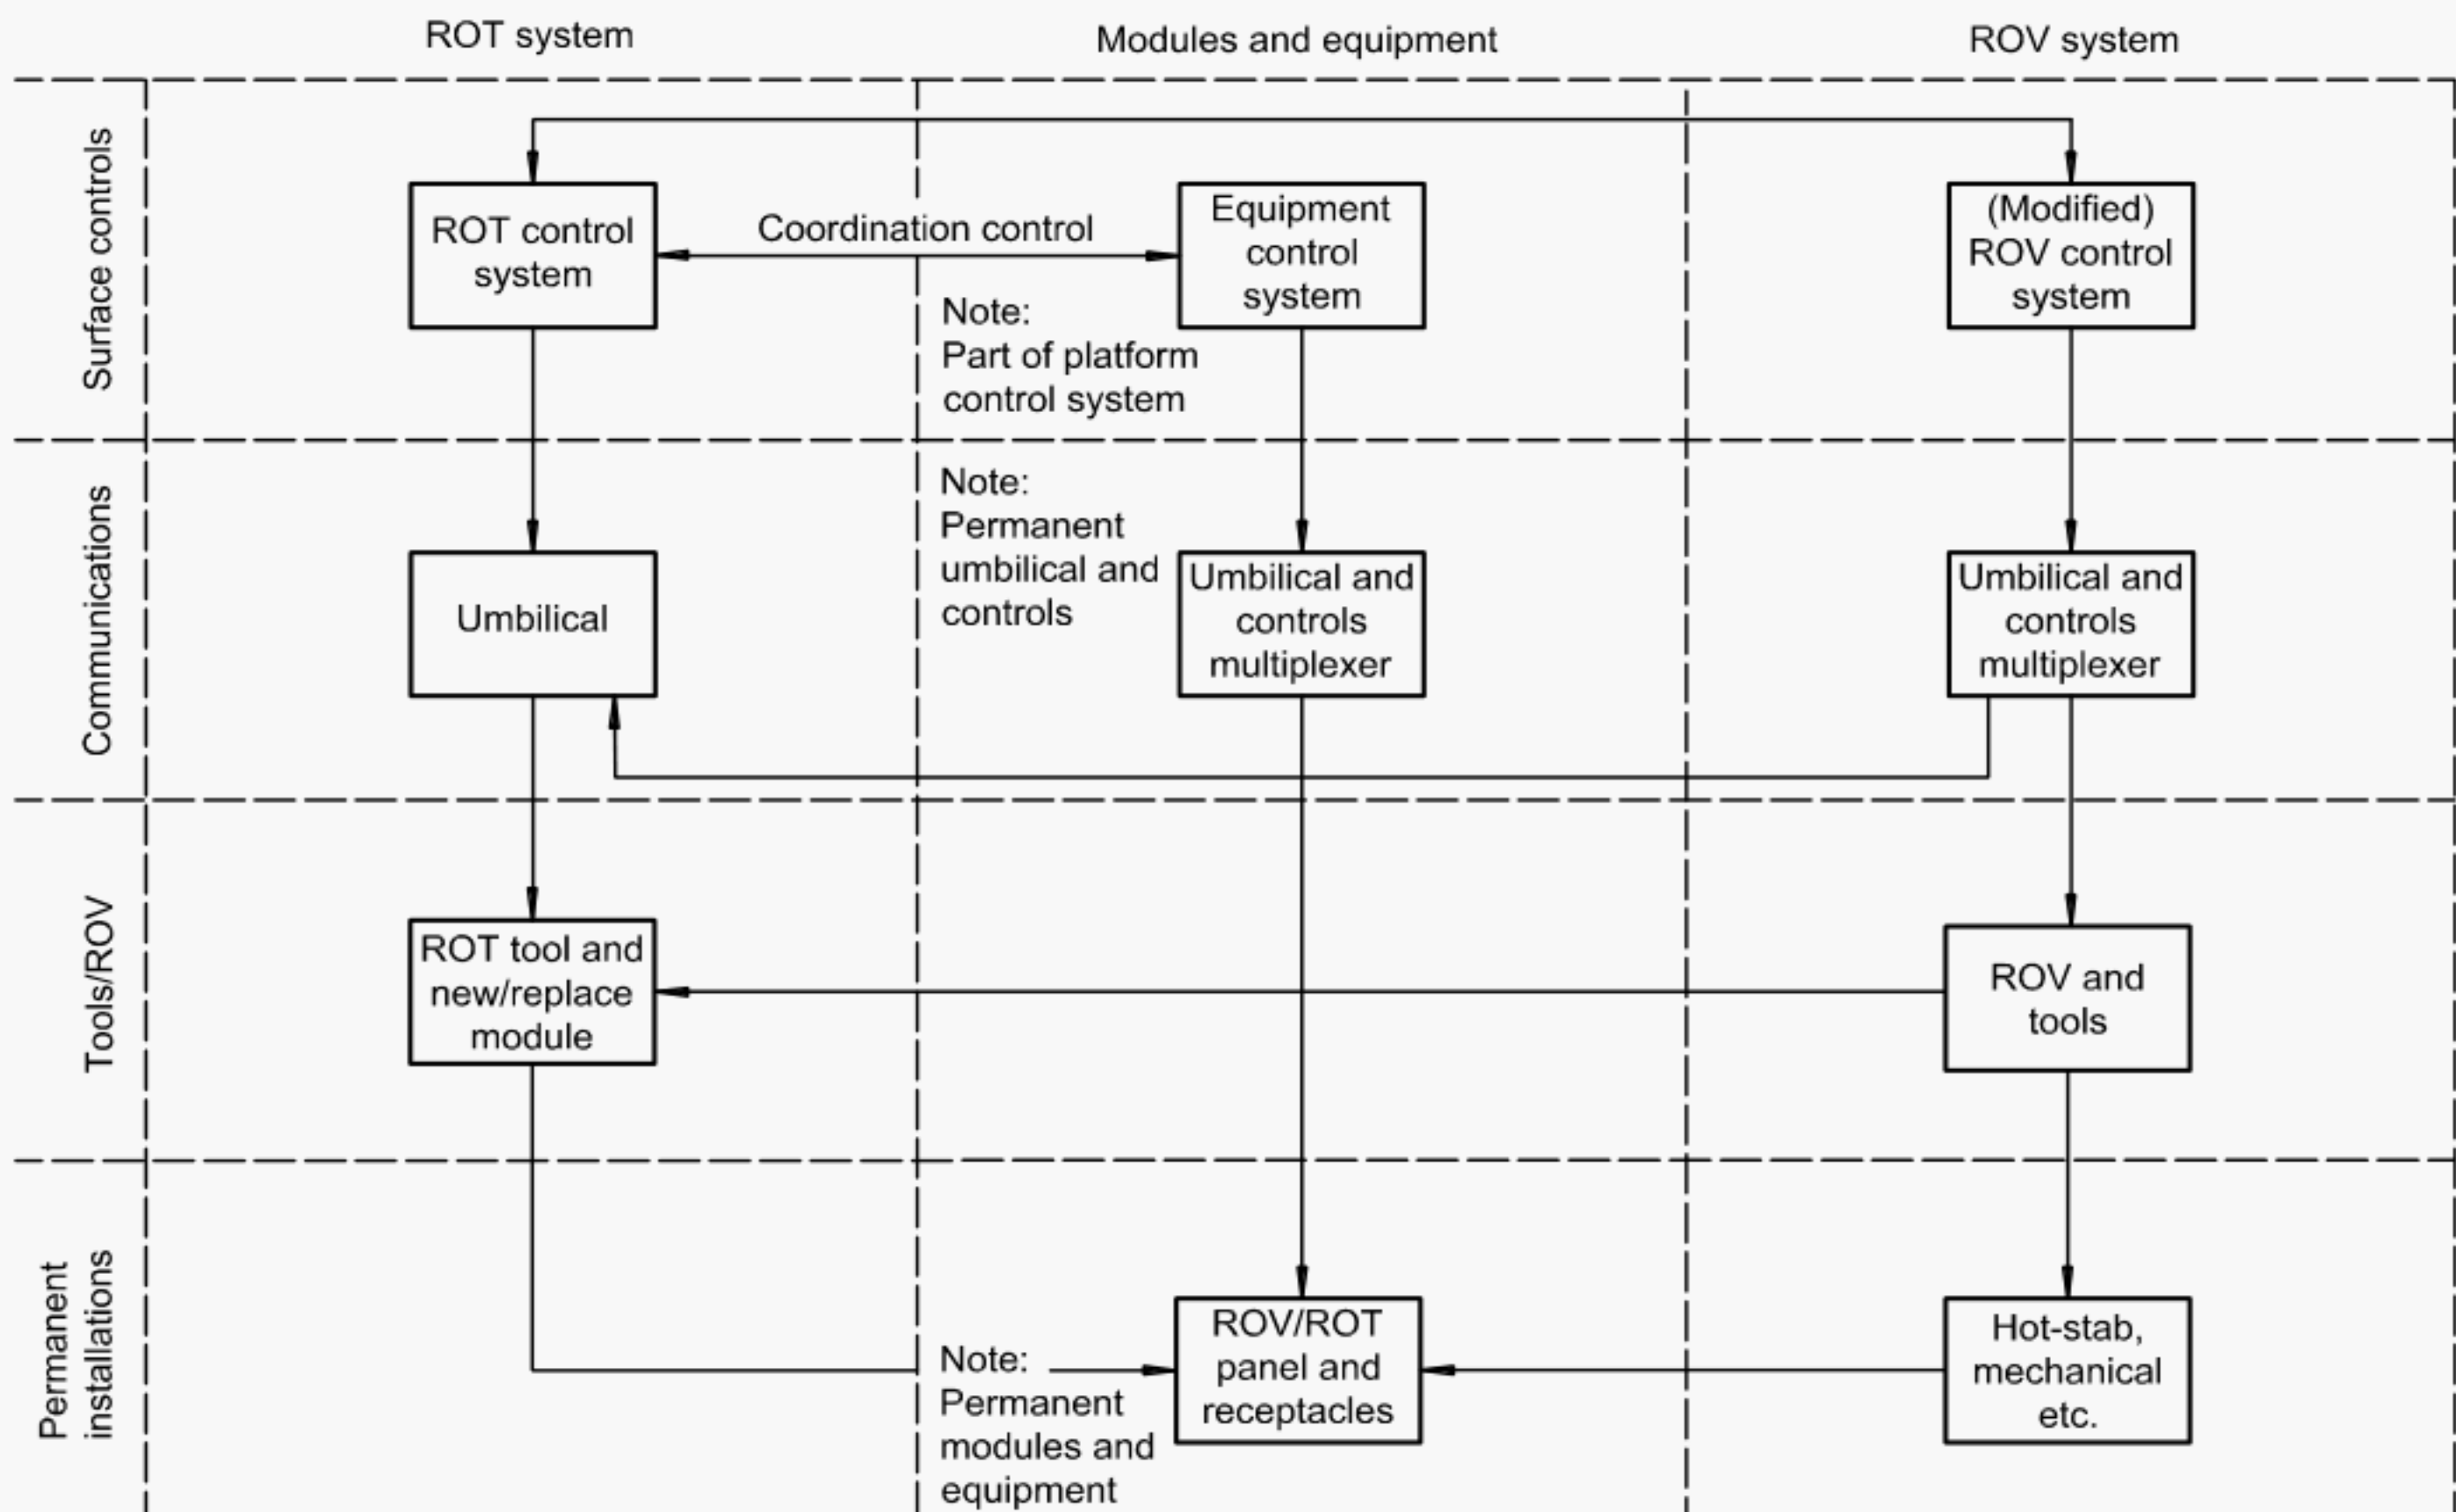 ROT system
Modules and equipment
ROV system
Surface controls
ROT control
system
Coordination control
Equipment
control
system
(Modified)
ROV control
system
Note:
Part of platform
control system
Communications
Umbilical
Note:
Permanent
umbilical and
controls
Umbilical and
controls
multiplexer
Umbilical and
controls
multiplexer
Tools/ROV
ROT tool and
new/replace
module
ROV and
tools
Permanent
installations
Note:
Permanent
modules and
equipment
ROV/ROT
panel and
receptacles
Hot-stab,
mechanical
etc.